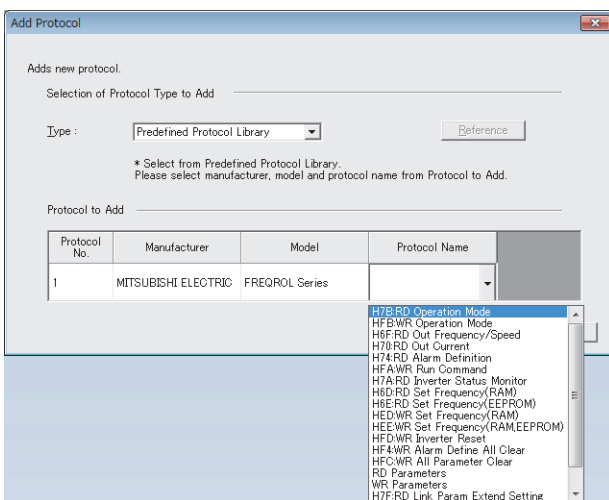 Add Protocol
Adds new protocol.
Selection of Protocol Type to Add
Type :
Predefined Protocol Library
Reference
* Select from Predefined Protocol Library.
Please select manufacturer, model and protocol name from Protocol to Add.
Protocol to Add
Protocol No. Manufacturer Model Protocol Name
1 MITSUBISHI ELECTRIC FREQROL Series
H7B:RD Operation Mode
HFB:WR Operation Mode
H6F:RD Out Frequency/Speed
H70:RD Out Current
H74:RD Alarm Definition
HFA:WR Run Command
H7A:RD Inverter Status Monitor
H6D:RD Set Frequency(RAM)
H6E:RD Set Frequency(EEPROM)
HED:WR Set Frequency(RAM)
HEE:WR Set Frequency(RAM,EEPROM)
HFD:WR Inverter Reset
HF4:WR Alarm Define All Clear
HFC:WR All Parameter Clear
RD Parameters
WR Parameters
H7F:RD Link Param Extend Setting